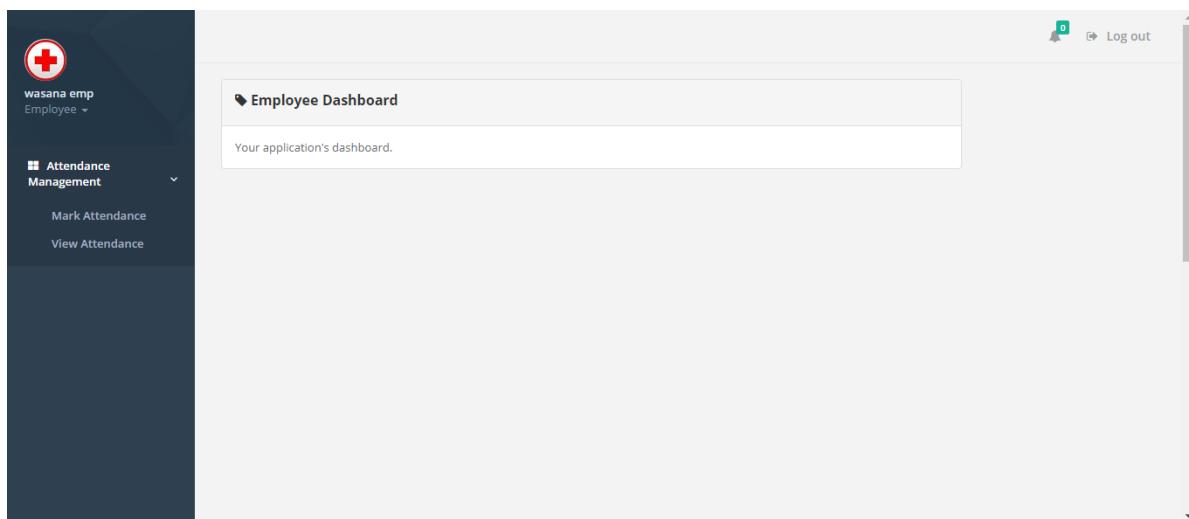 0
Log out
wasana emp
Employee
Attendance
Management
Mark Attendance
View Attendance
Employee Dashboard
Your application's dashboard.